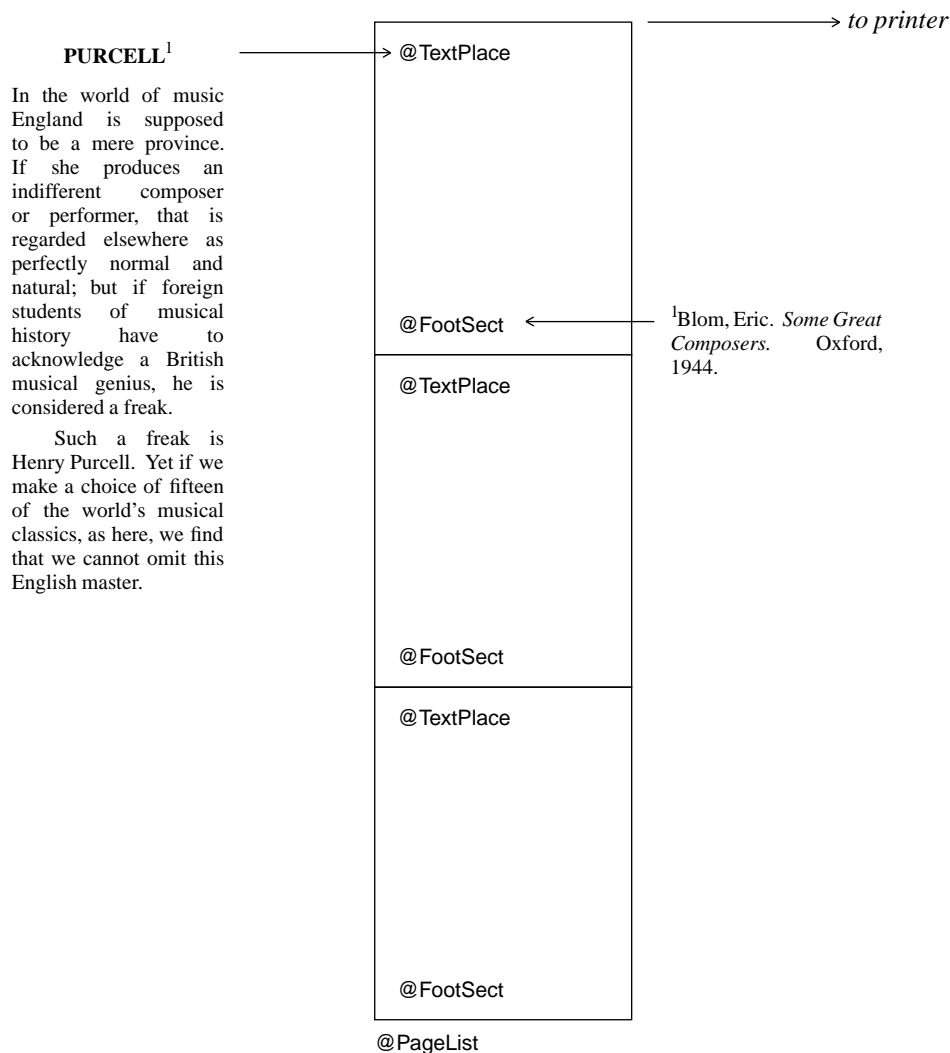 to printer
PURCELL1
In the world of music
England is supposed
to be a mere province.
If she produces an
indifferent composer
or performer, that is
regarded elsewhere as
perfectly normal and
natural; but if foreign
students of musical
history have to
acknowledge a British
musical genius, he is
considered a freak.
Such a freak is
Henry Purcell. Yet if we
make a choice of fifteen
of the world's musical
classics, as here, we find
that we cannot omit this
English master.
@TextPlace
@FootSect
1Blom, Eric. Some Great
Composers. Oxford,
1944.
@TextPlace
@FootSect
@TextPlace
@FootSect
@PageList